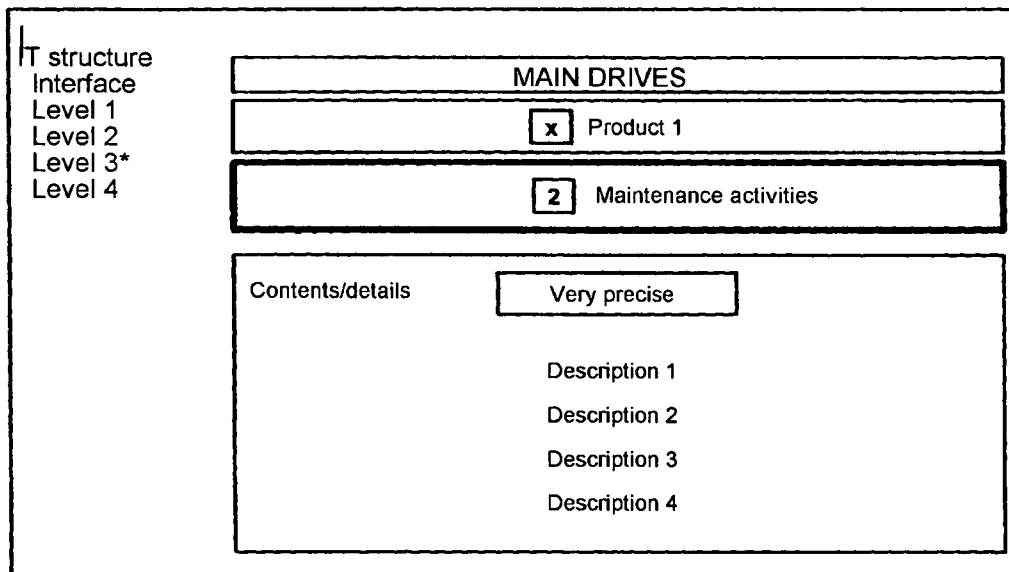 IT structure
Interface
Level 1
Level 2
Level 3*
Level 4
MAIN DRIVES
x Product 1
2 Maintenance activities
Contents/details Very precise
Description 1
Description 2
Description 3
Description 4